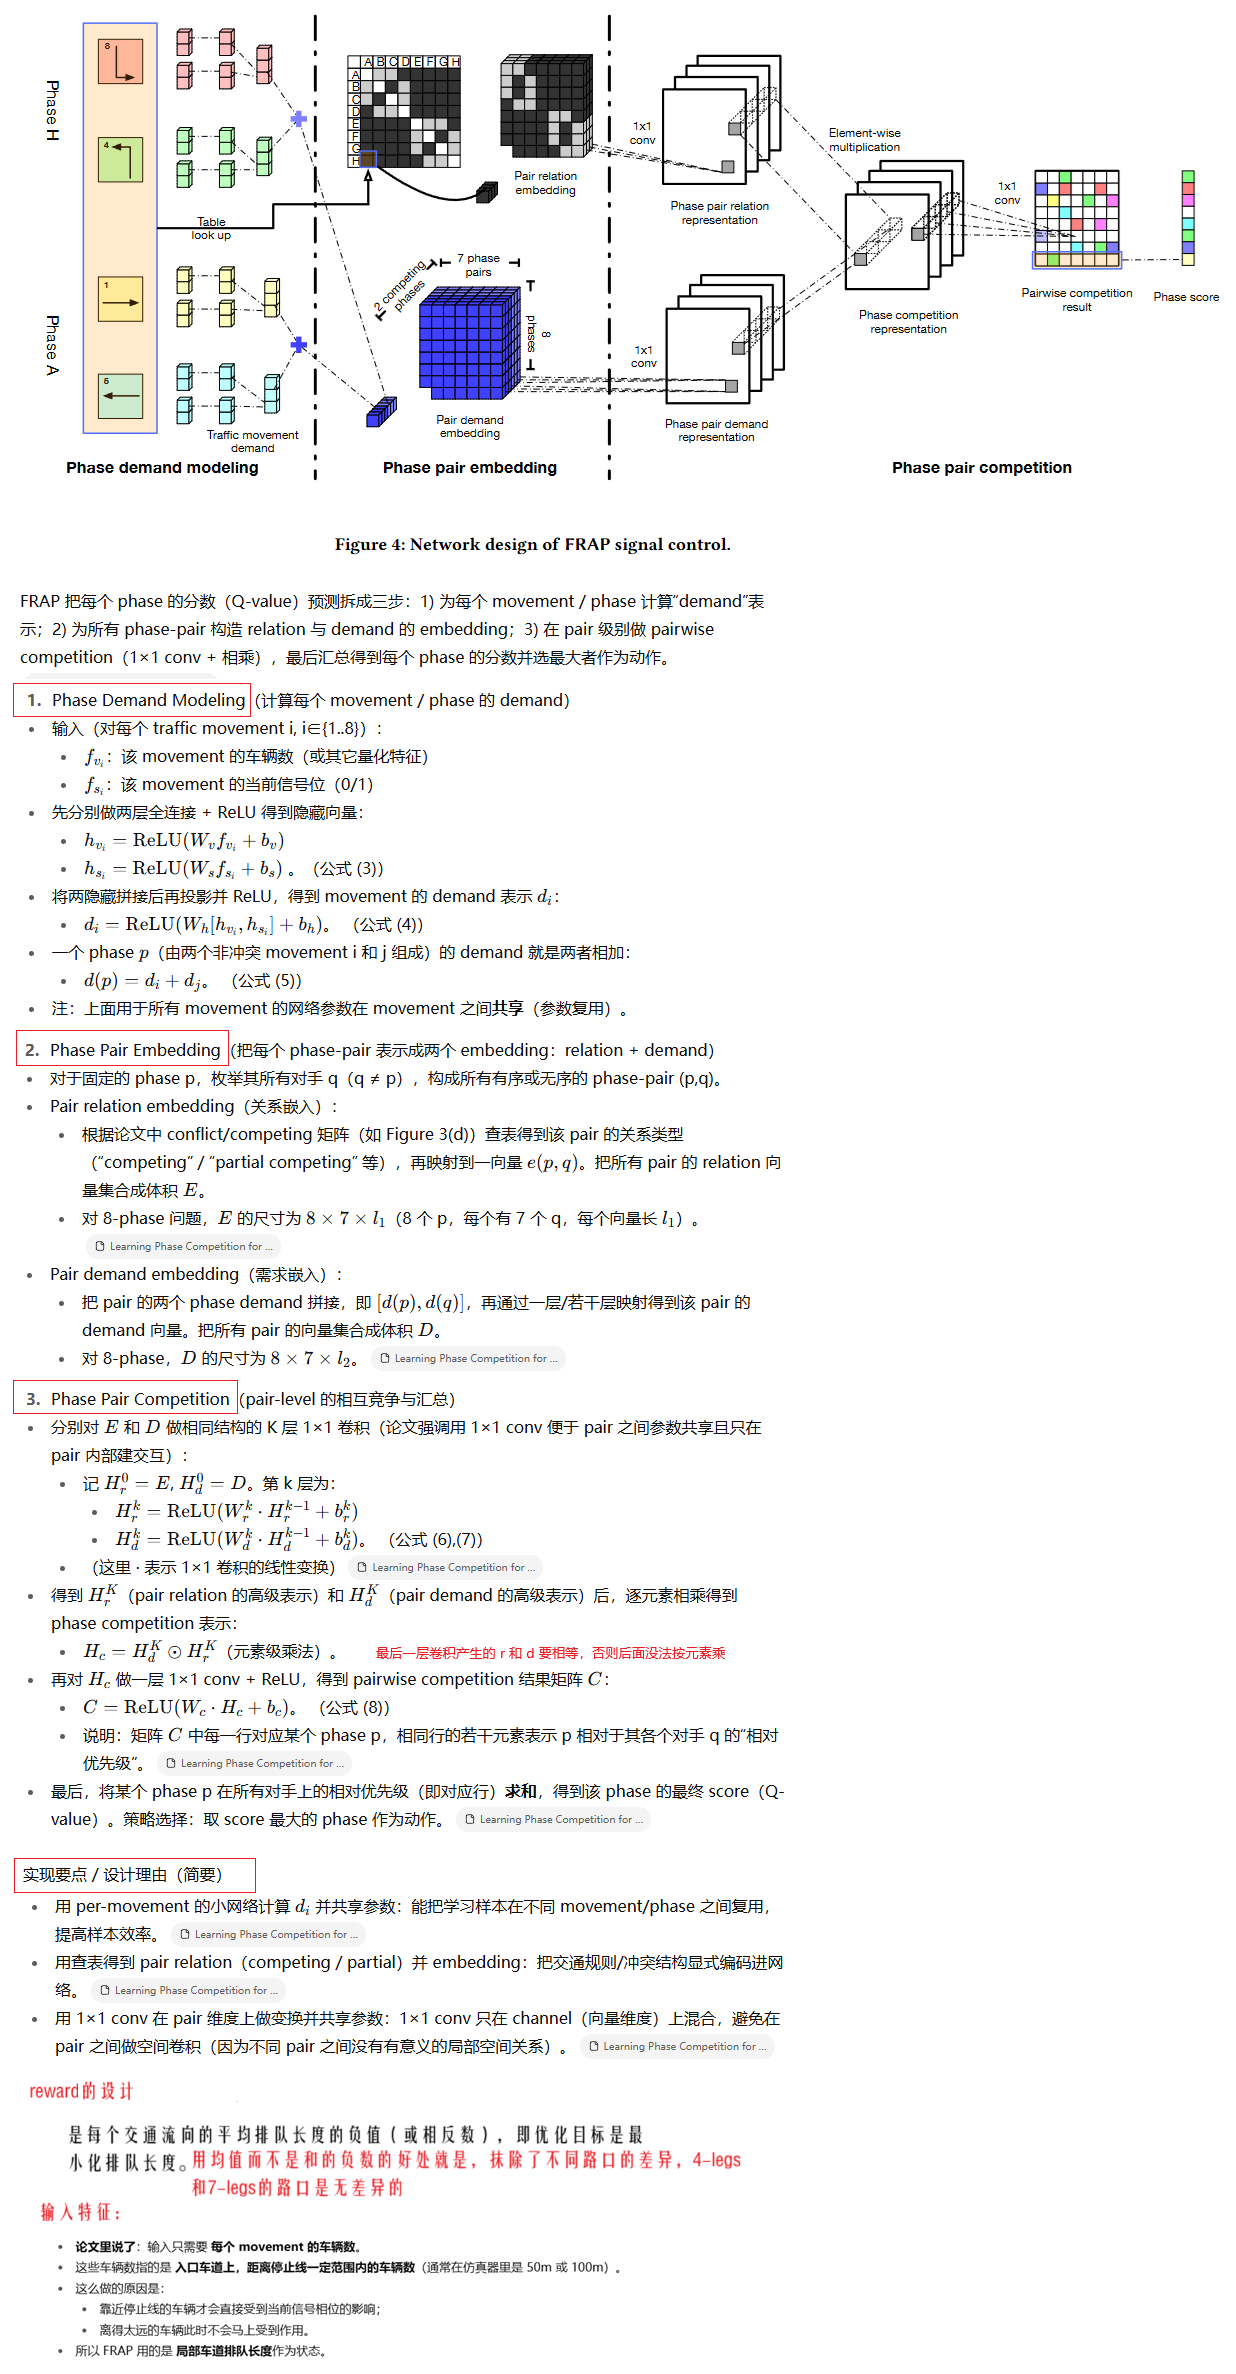 Phase H
8
4
Table
look up
Phase A
1
5
Traffic movement
demand
Phase demand modeling
A B C D E F G H
A
B
C
D
E
F
G
H
Pair relation
embedding
2 competing
phases
7 phase
pairs
8
phases
Pair demand
embedding
Phase pair embedding
1x1
conv
Phase pair relation
representation
1x1
conv
Phase pair demand
representation
Element-wise
multiplication
Phase competition
representation
1x1
conv
Pairwise competition
result
Phase score
Phase pair competition
Figure 4: Network design of FRAP signal control.
FRAP 把每个 phase 的分数（Q-value）预测拆成三步：1) 为每个 movement / phase 计算“demand”表
示；2) 为所有 phase-pair 构造 relation 与 demand 的 embedding；3) 在 pair 级别做 pairwise
competition（1×1 conv + 相乘），最后汇总得到每个 phase 的分数并选最大者作为动作。
1. Phase Demand Modeling (计算每个 movement / phase 的 demand）
• 输入（对每个 traffic movement i, i∈{1..8}）：
• f_{v_i}：该 movement 的车辆数（或其它量化特征）
• f_{s_i}：该 movement 的当前信号位（0/1）
• 先分别做两层全连接 + ReLU 得到隐藏向量：
• h_{v_i} = ReLU(W_v f_{v_i} + b_v)
• h_{s_i} = ReLU(W_s f_{s_i} + b_s) 。（公式 (3)）
• 将两隐藏拼接后再投影并 ReLU，得到 movement 的 demand 表示 d_i：
• d_i = ReLU(W_h[h_{v_i}, h_{s_i}] + b_h)。 （公式 (4)）
• 一个 phase p（由两个非冲突 movement i 和 j 组成）的 demand 就是两者相加：
• d(p) = d_i + d_j。 （公式 (5)）
• 注：上面用于所有 movement 的网络参数在 movement 之间共享（参数复用）。
2. Phase Pair Embedding (把每个 phase-pair 表示成两个 embedding：relation + demand）
• 对于固定的 phase p，枚举其所有对手 q（q ≠ p），构成所有有序或无序的 phase-pair (p,q)。
• Pair relation embedding（关系嵌入）：
• 根据论文中 conflict/competing 矩阵（如 Figure 3(d)）查表得到该 pair 的关系类型
（“competing” / “partial competing” 等），再映射到一向量 e(p, q)。把所有 pair 的 relation 向
量集合成体积 E。
• 对 8-phase 问题，E 的尺寸为 8 × 7 × l_1（8 个 p，每个有 7 个 q，每个向量长 l_1）。
Learning Phase Competition for ...
• Pair demand embedding（需求嵌入）：
• 把 pair 的两个 phase demand 拼接，即 [d(p), d(q)]，再通过一层/若干层映射得到该 pair 的
demand 向量。把所有 pair 的向量集合成体积 D。
• 对 8-phase，D 的尺寸为 8 × 7 × l_2。 Learning Phase Competition for ...
3. Phase Pair Competition (pair-level 的相互竞争与汇总）
• 分别对 E 和 D 做相同结构的 K 层 1×1 卷积（论文强调用 1×1 conv 便于 pair 之间参数共享且只在
pair 内部建交互）：
• 记 H_r^0 = E, H_d^0 = D。第 k 层为：
• H_r^k = ReLU(W_r^k · H_r^{k-1} + b_r^k)
• H_d^k = ReLU(W_d^k · H_d^{k-1} + b_d^k)。 （公式 (6),(7)）
• （这里 · 表示 1×1 卷积的线性变换） Learning Phase Competition for ...
• 得到 H_r^K（pair relation 的高级表示）和 H_d^K（pair demand 的高级表示）后，逐元素相乘得到
phase competition 表示：
• H_c = H_d^K ⊙ H_r^K（元素级乘法）。 最后一层卷积产生的 r 和 d 要相等，否则后面没法按元素乘
• 再对 H_c 做一层 1×1 conv + ReLU，得到 pairwise competition 结果矩阵 C：
• C = ReLU(W_c · H_c + b_c)。 （公式 (8)）
• 说明：矩阵 C 中每一行对应某个 phase p，相同行的若干元素表示 p 相对于其各个对手 q 的“相对
优先级”。 Learning Phase Competition for ...
• 最后，将某个 phase p 在所有对手上的相对优先级（即对应行）求和，得到该 phase 的最终 score（Q-
value）。策略选择：取 score 最大的 phase 作为动作。 Learning Phase Competition for ...
实现要点 / 设计理由（简要）
• 用 per-movement 的小网络计算 d_i 并共享参数：能把学习样本在不同 movement/phase 之间复用，
提高样本效率。 Learning Phase Competition for ...
• 用查表得到 pair relation（competing / partial）并 embedding：把交通规则/冲突结构显式编码进网
络。 Learning Phase Competition for ...
• 用 1×1 conv 在 pair 维度上做变换并共享参数：1×1 conv 只在 channel（向量维度）上混合，避免在
pair 之间做空间卷积（因为不同 pair 之间没有有意义的局部空间关系）。 Learning Phase Competition for ...
reward的设计
是每个交通流向的平均排队长度的负值（或相反数），即优化目标是最
小化排队长度。用均值而不是和的负数的好处就是，抹除了不同路口的差异，4-legs
和7-legs的路口是无差异的
输入特征：
• 论文里说了：输入只需要 每个 movement 的车辆数。
• 这些车辆数指的是 入口车道上，距离停止线一定范围内的车辆数（通常在仿真器里是 50m 或 100m）。
• 这么做的原因是：
• 靠近停止线的车辆才会直接受到当前信号相位的影响；
• 离得太远的车辆此时不会马上受到作用。
• 所以 FRAP 用的是 局部车道排队长度作为状态。